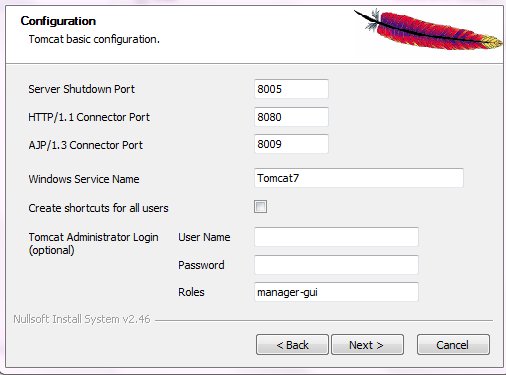 Configuration
Tomcat basic configuration.
Server Shutdown Port 8005
HTTP/1.1 Connector Port 8080
AJP/1.3 Connector Port 8009
Windows Service Name Tomcat7
Create shortcuts for all users
Tomcat Administrator Login User Name
(optional)
Password
Roles manager-gui
Nullsoft Install System v2.46
< Back Next > Cancel